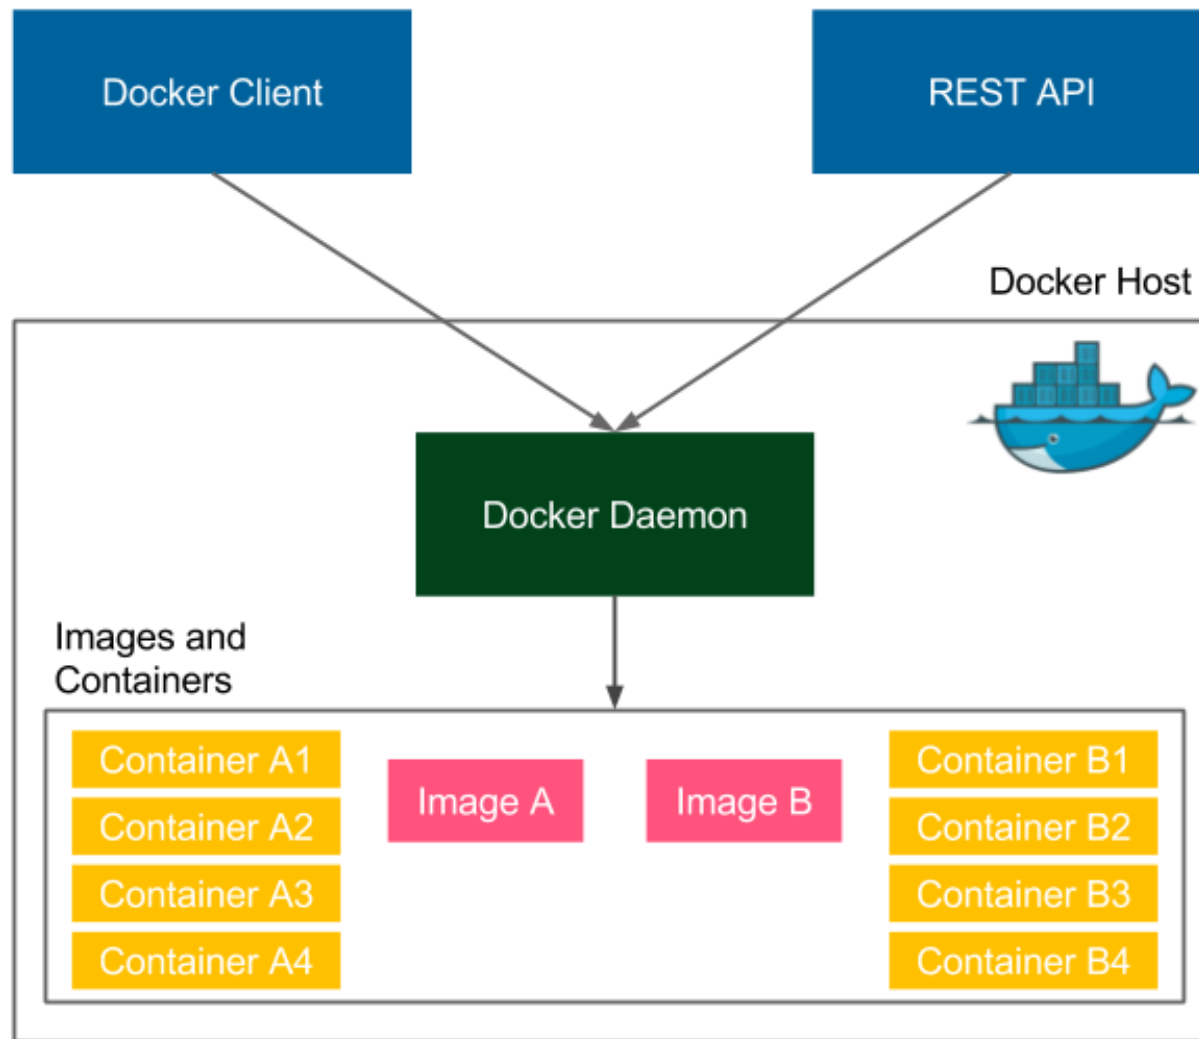 Docker Client
REST API
Docker Host
Docker Daemon
Images and
Containers
Container A1
Container A2
Container A3
Container A4
Image A
Image B
Container B1
Container B2
Container B3
Container B4